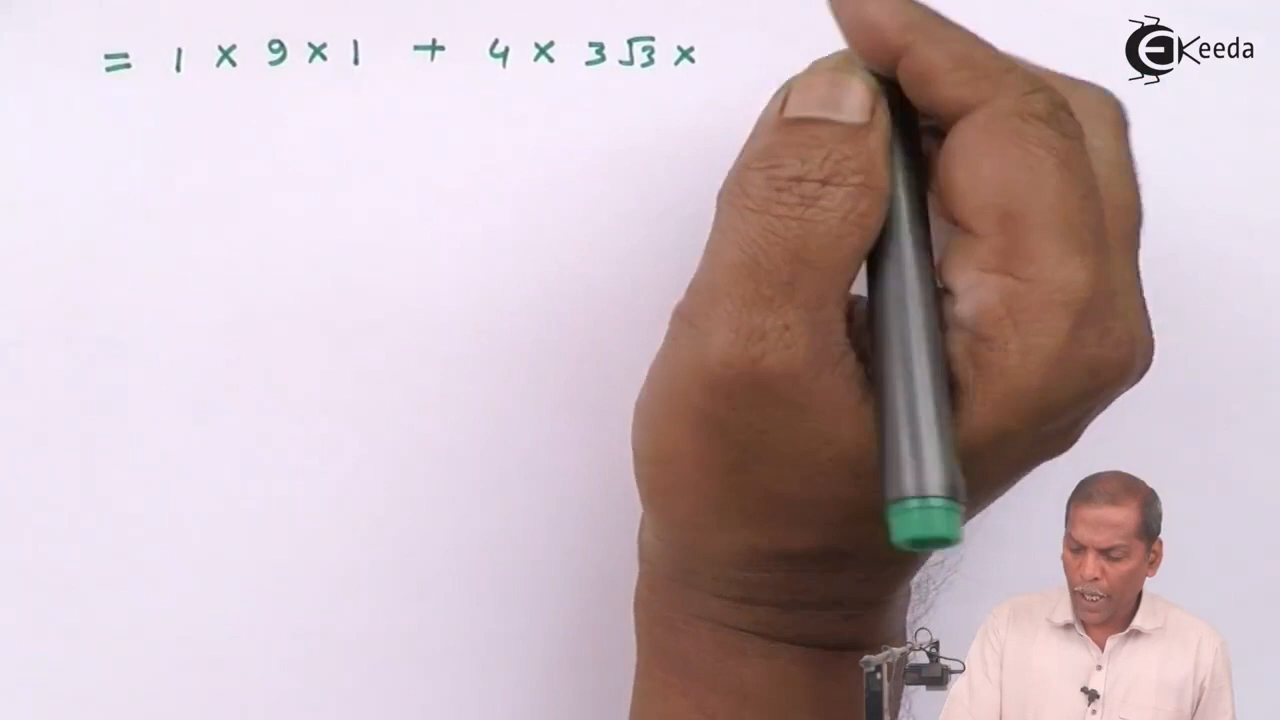 = 1 × 9 × 1 + 4 × 3√3 ×
EKeeda